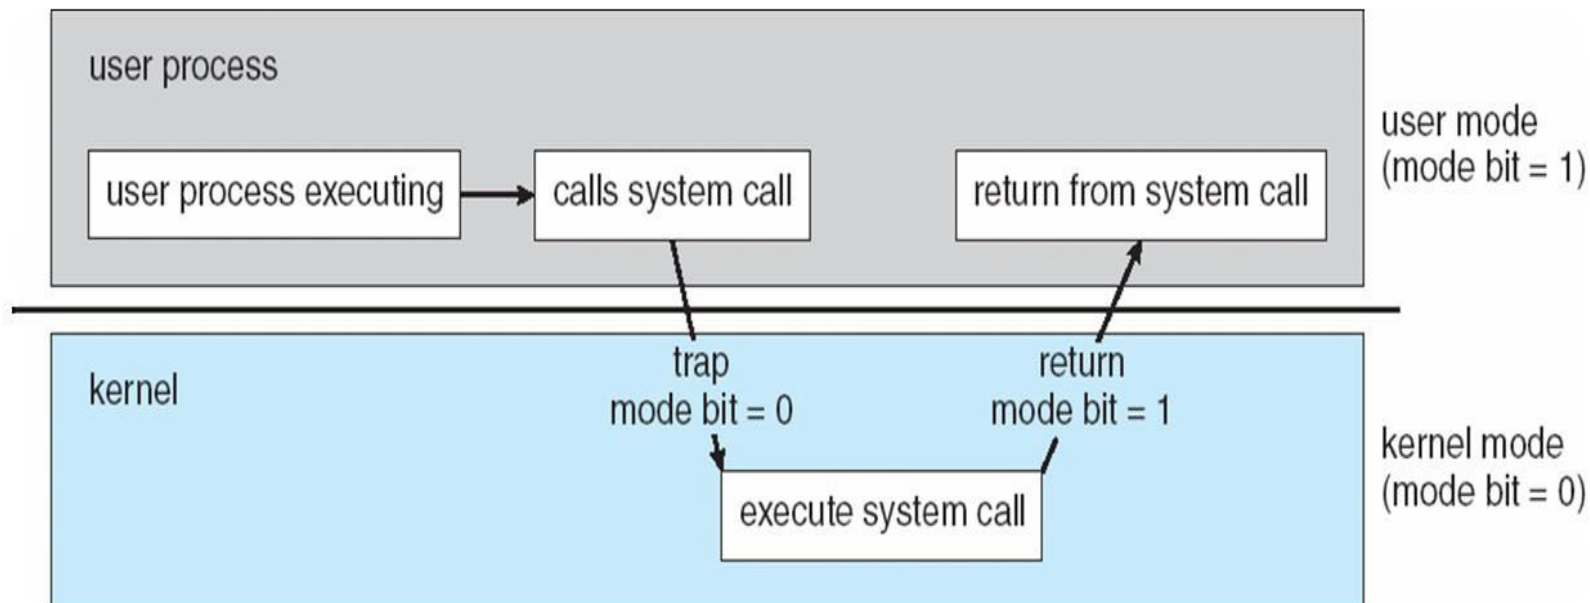 user process
user process executing
calls system call
return from system call
user mode
(mode bit = 1)
kernel
trap
mode bit = 0
return
mode bit = 1
execute system call
kernel mode
(mode bit = 0)